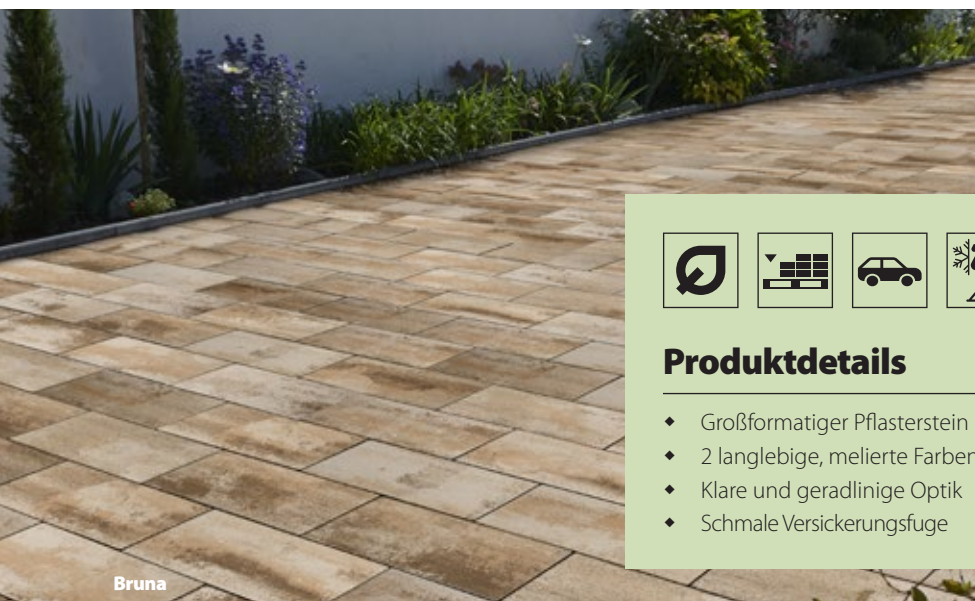 Produktdetails
Großformatiger Pflasterstein
2 langlebige, melierte Farben
Klare und geradlinige Optik
Schmale Versickerungsfuge
Bruna